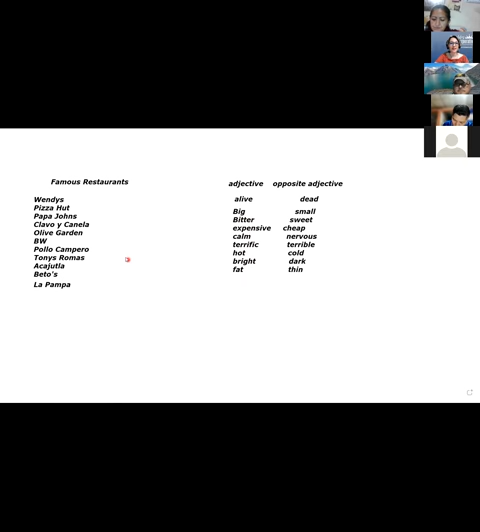 Famous Restaurants
Wendys
Pizza Hut
Papa Johns
Clavo y Canela
Olive Garden
BW
Pollo Campero
Tonys Romas
Acajutla
Beto's
La Pampa
adjective opposite adjective
alive dead
Big small
Bitter sweet
expensive cheap
calm nervous
terrific terrible
hot cold
bright dark
fat thin